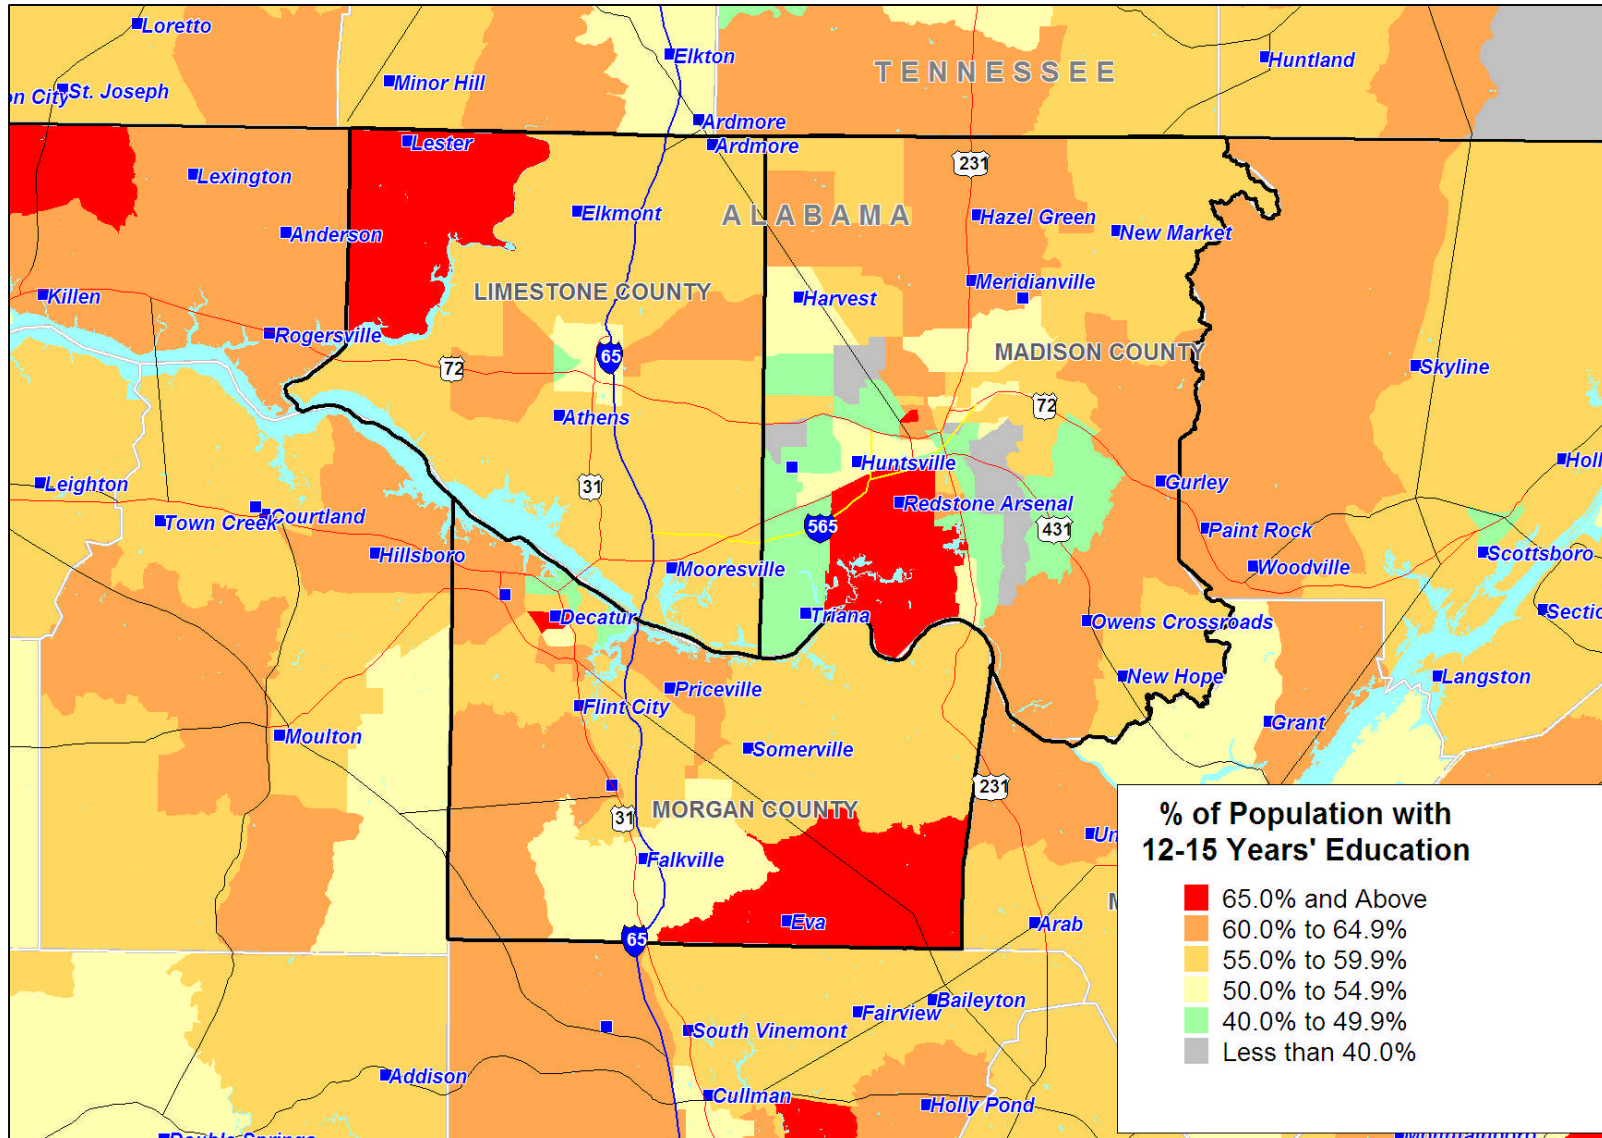 Loretto
Elkton
TENNESSEE
Huntland
Minor Hill
on City
St. Joseph
Ardmore
Ardmore
Lester
231
Lexington
Elkmont
ALABAMA
Hazel Green
New Market
Anderson
Meridianville
LIMESTONE COUNTY
Killen
Harvest
Rogersville
65
MADISON COUNTY
72
Skyline
72
Athens
Huntsville
Holl
Leighton
31
Gurley
Redstone Arsenal
Town Creek
Courtland
565
431
Paint Rock
Hillsboro
Scottsboro
Mooresville
Woodville
Decatur
Triana
Owens Crossroads
Sectio
Priceville
New Hope
Langston
Flint City
Grant
Moulton
Somerville
231
MORGAN COUNTY
31
Un
Falkville
Eva
Arab
M
65
% of Population with
12-15 Years' Education
65.0% and Above
60.0% to 64.9%
55.0% to 59.9%
50.0% to 54.9%
40.0% to 49.9%
Less than 40.0%
Baileyton
Fairview
South Vinemont
Addison
Cullman
Holly Pond
Double Springs
Mountainboro